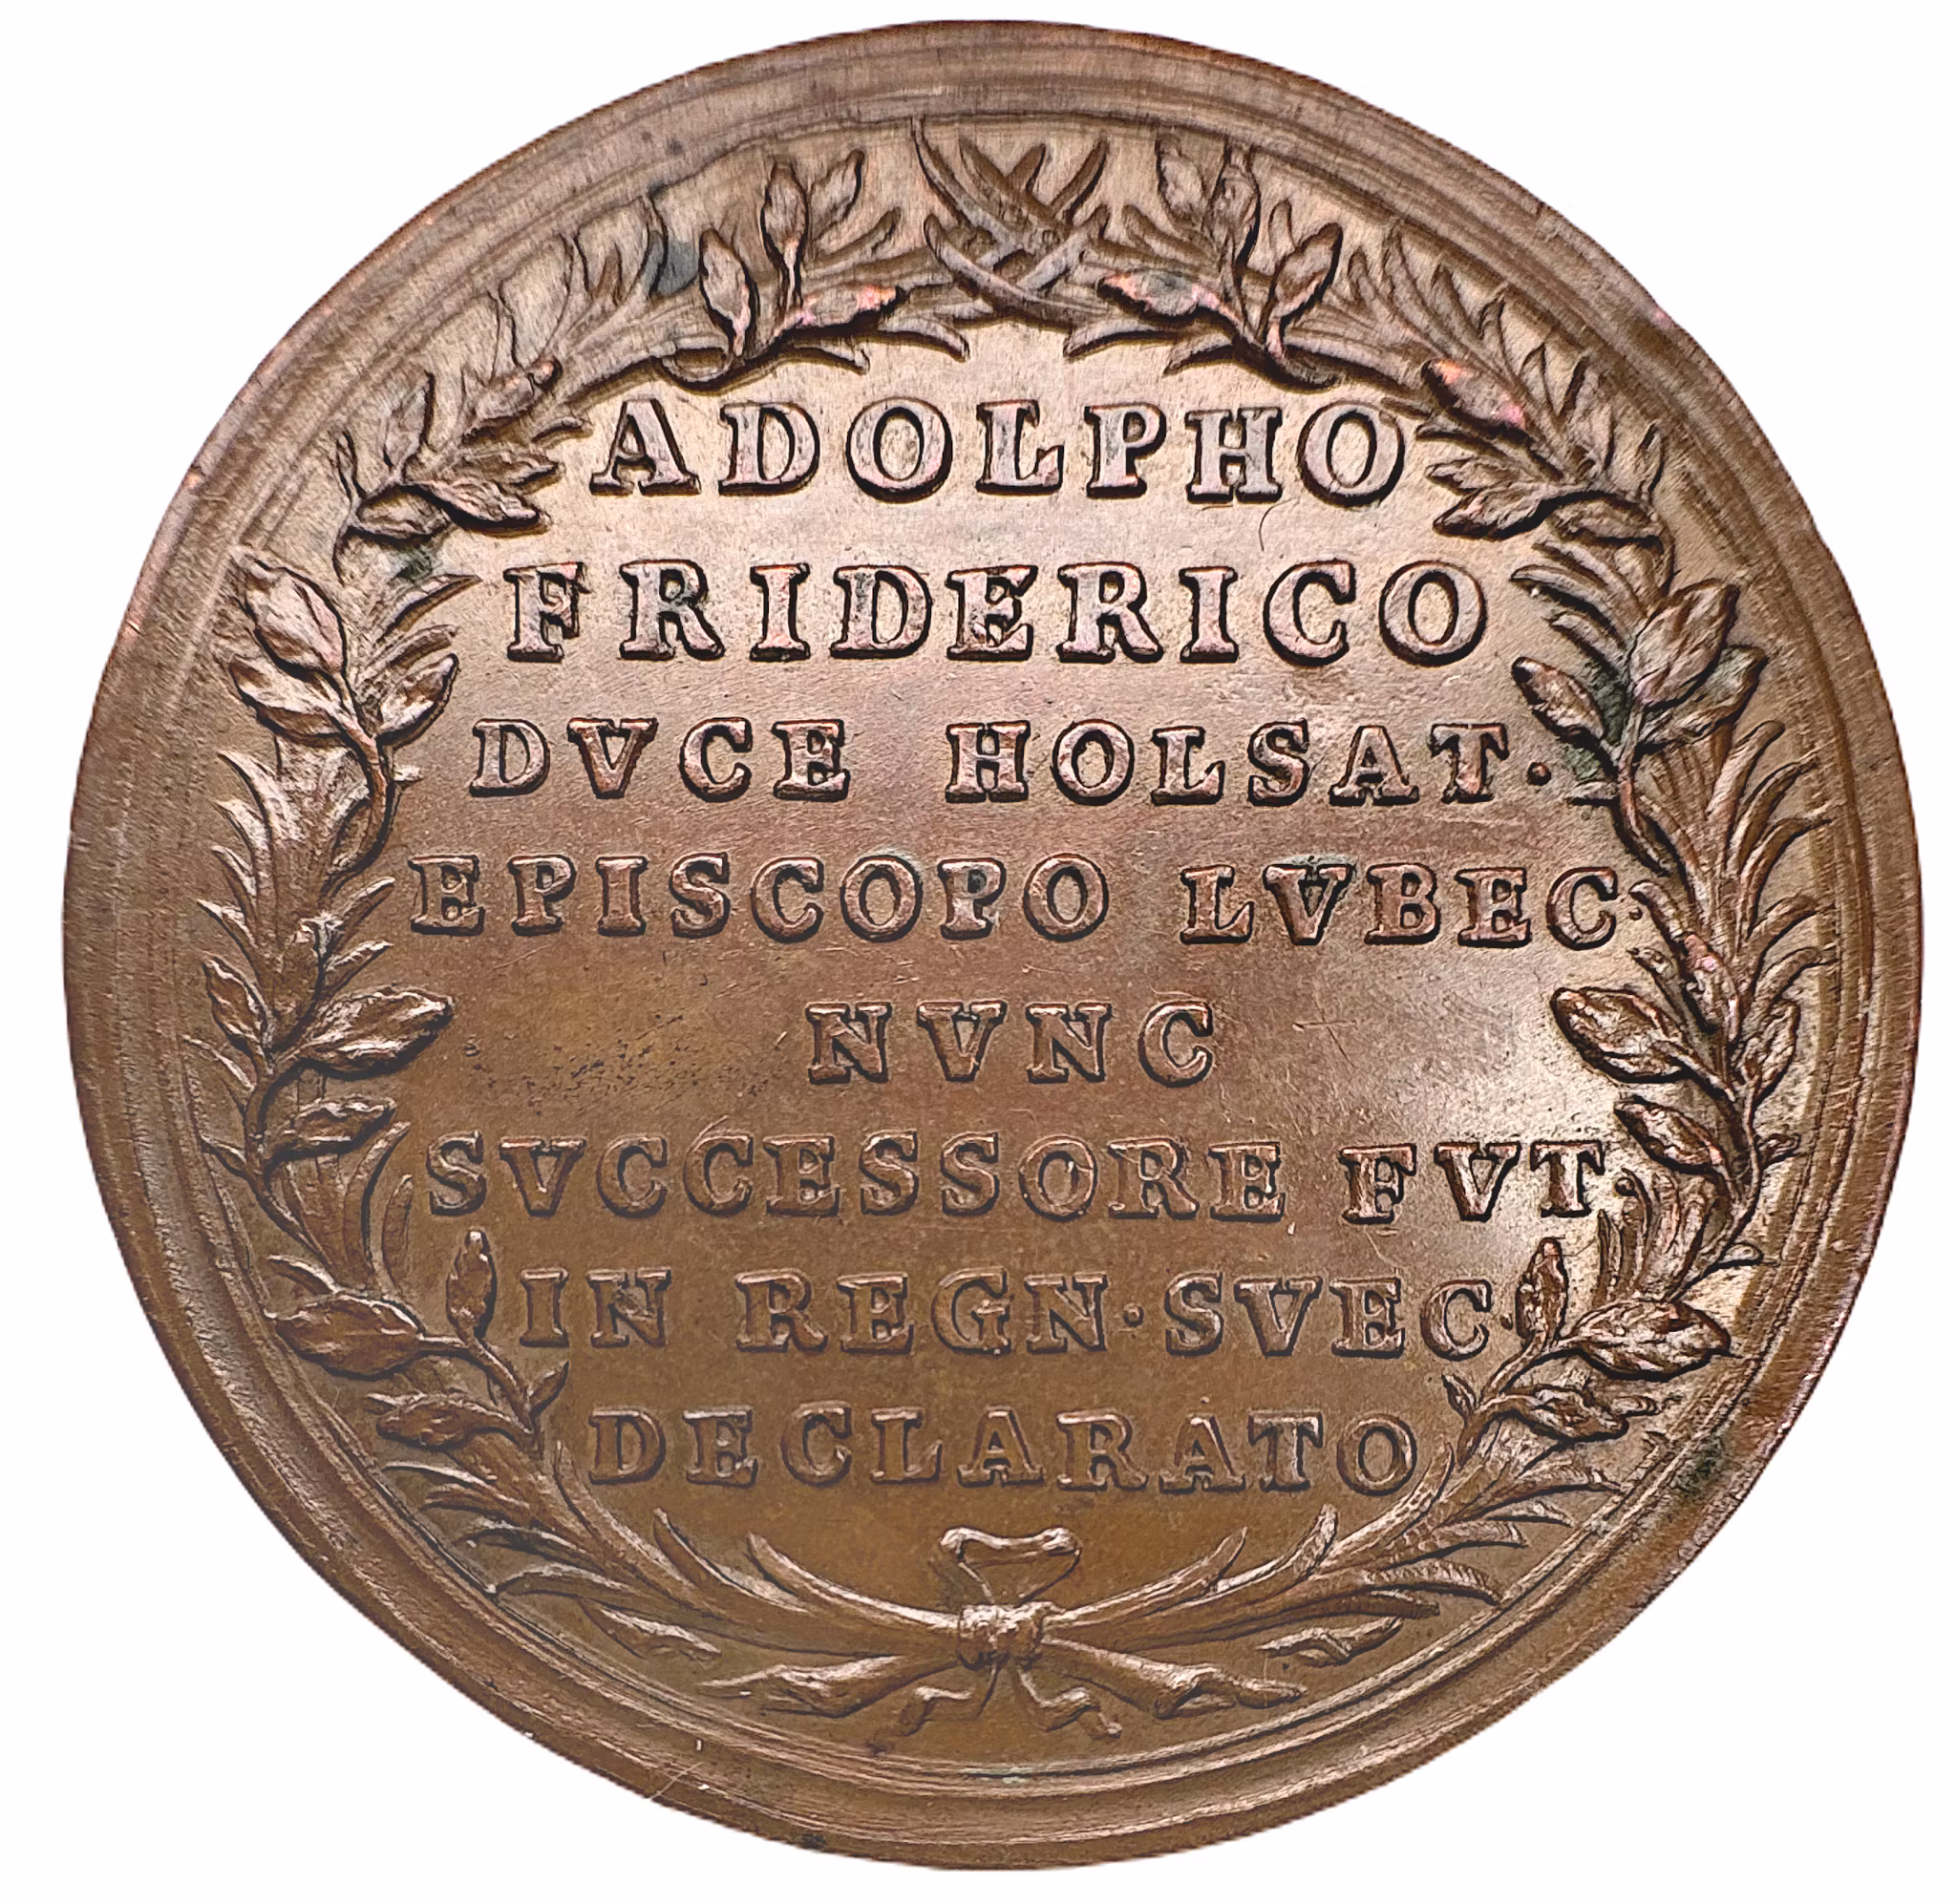 ADOLPHO
FRIDERICO
DVCE HOLSAT·
EPISCOPO LVBEC·
NVNC
SVCCESSORE FVT·
IN REGN·SVEC·
DECLARATO